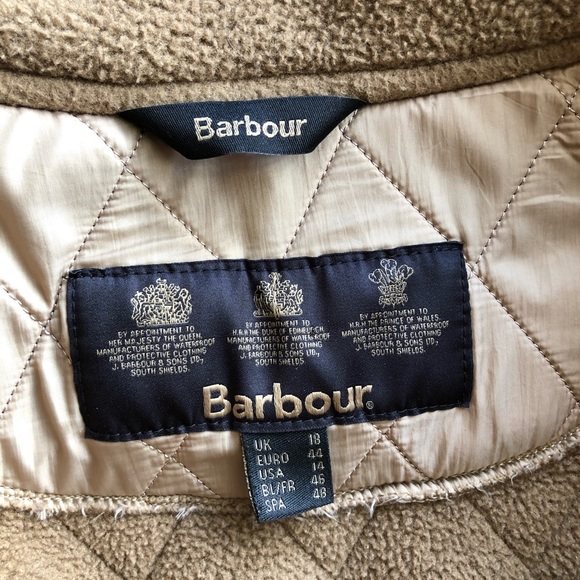 Barbour
BY APPOINTMENT TO
HER MAJESTY THE QUEEN.
MANUFACTURERS OF WATERPROOF
AND PROTECTIVE CLOTHING
J. BARBOUR & SONS LTD,
SOUTH SHIELDS.
BY APPOINTMENT TO
H.R.H THE DUKE OF EDINBURGH
MANUFACTURERS OF WATERPROOF
AND PROTECTIVE CLOTHING
J. BARBOUR & SONS LTD,
SOUTH SHIELDS.
BY APPOINTMENT TO
H.R.H THE PRINCE OF WALES.
MANUFACTURERS OF WATERPROOF
AND PROTECTIVE CLOTHING
J. BARBOUR & SONS LTD,
SOUTH SHIELDS.
Barbour®
UK 18
EURO 44
USA 14
BL/FR 46
SPA 48